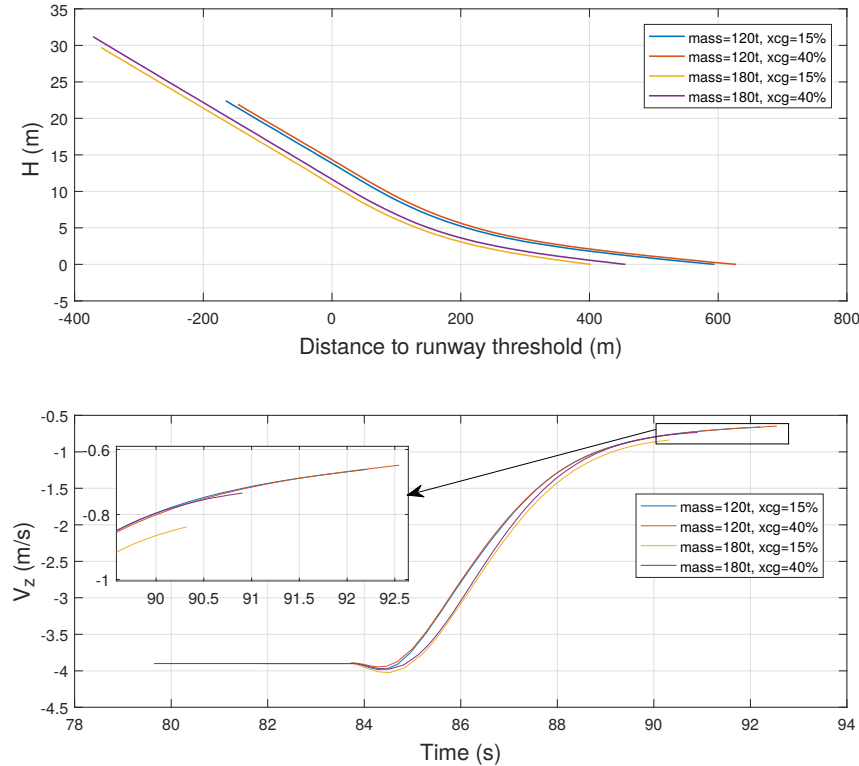 35
30
25
20
15
10
5
0
-5
H (m)
mass=120t, xcg=15%
mass=120t, xcg=40%
mass=180t, xcg=15%
mass=180t, xcg=40%
-400 -200 0 200 400 600 800
Distance to runway threshold (m)
-0.5
-1
-1.5
-2
-2.5
-3
-3.5
-4
-4.5
V_z (m/s)
-0.6
-0.8
-1
90 90.5 91 91.5 92 92.5
mass=120t, xcg=15%
mass=120t, xcg=40%
mass=180t, xcg=15%
mass=180t, xcg=40%
78 80 82 84 86 88 90 92 94
Time (s)